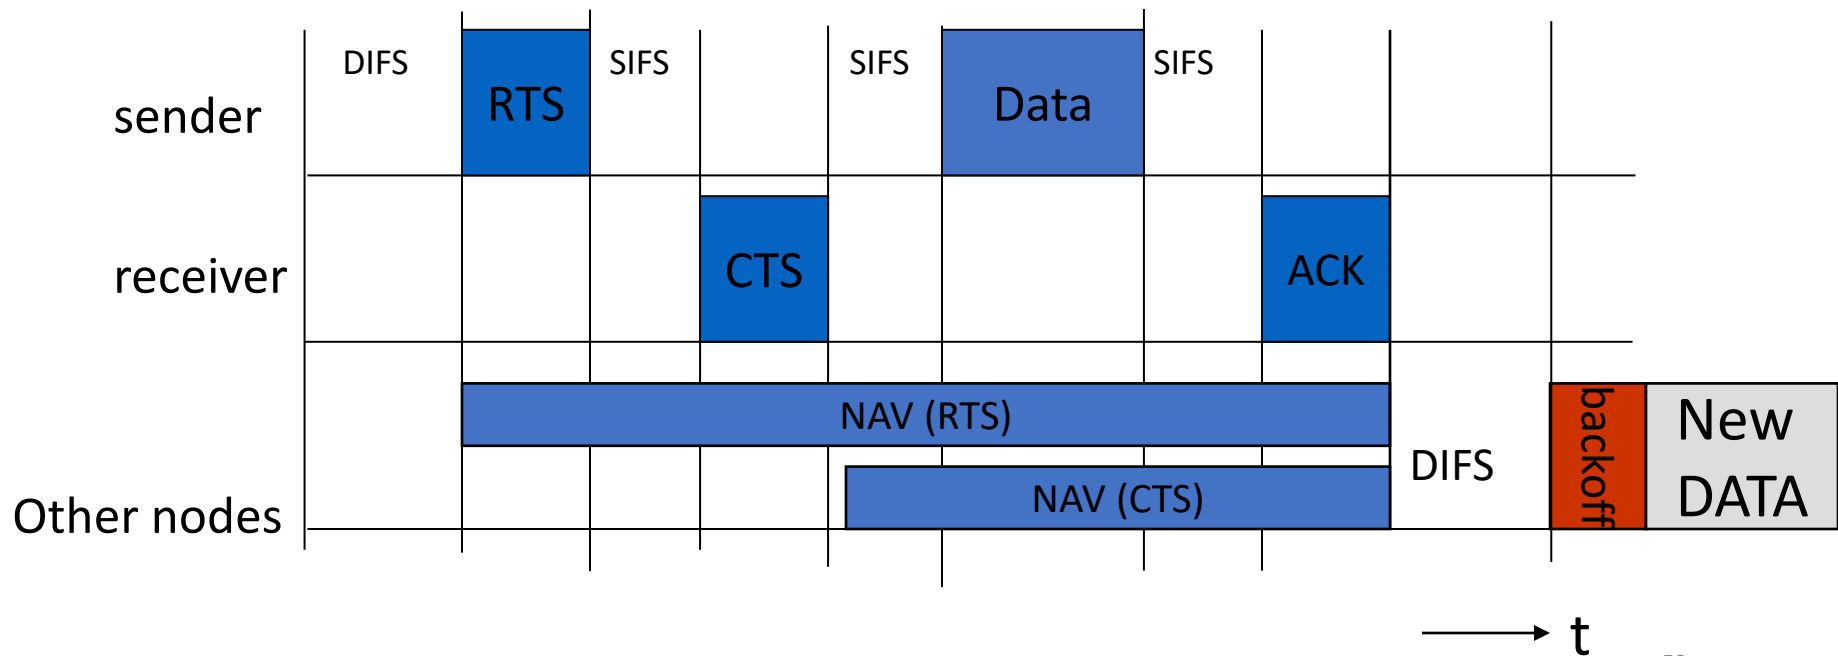 DIFS SIFS SIFS SIFS
sender RTS Data
receiver CTS ACK
NAV (RTS)
backoff
New
DIFS
NAV (CTS)
DATA
Other nodes
t